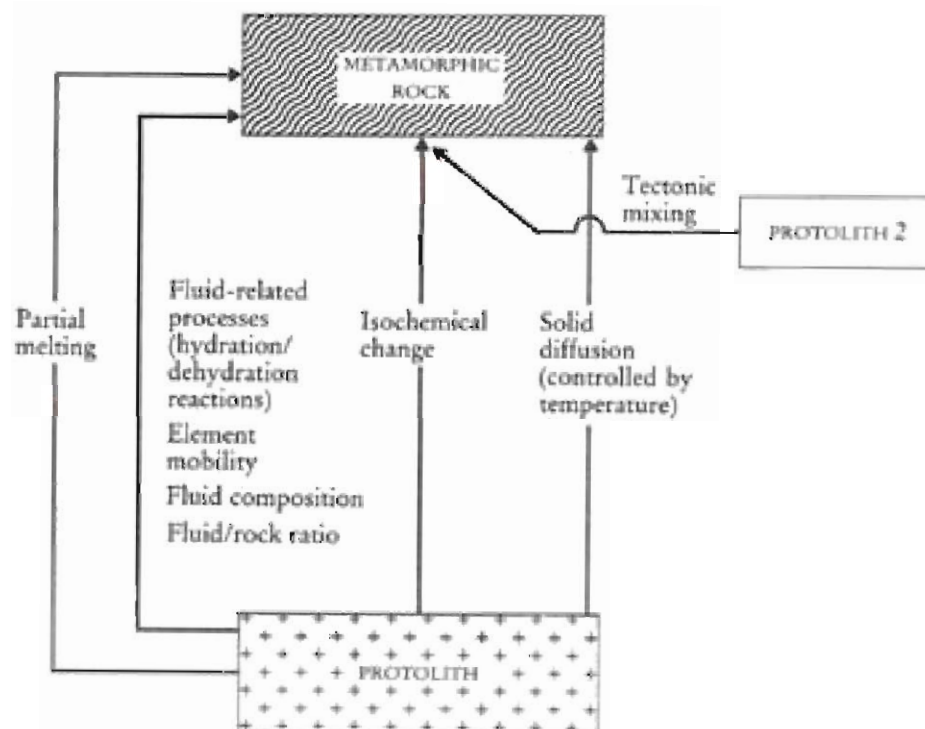 METAMORPHIC
ROCK
Tectonic
mixing
PROTOLITH 2
Partial
melting
Fluid-related
processes
(hydration/
dehydration
reactions)
Element
mobility
Fluid composition
Fluid/rock ratio
Isochemical
change
Solid
diffusion
(controlled by
temperature)
PROTOLITH